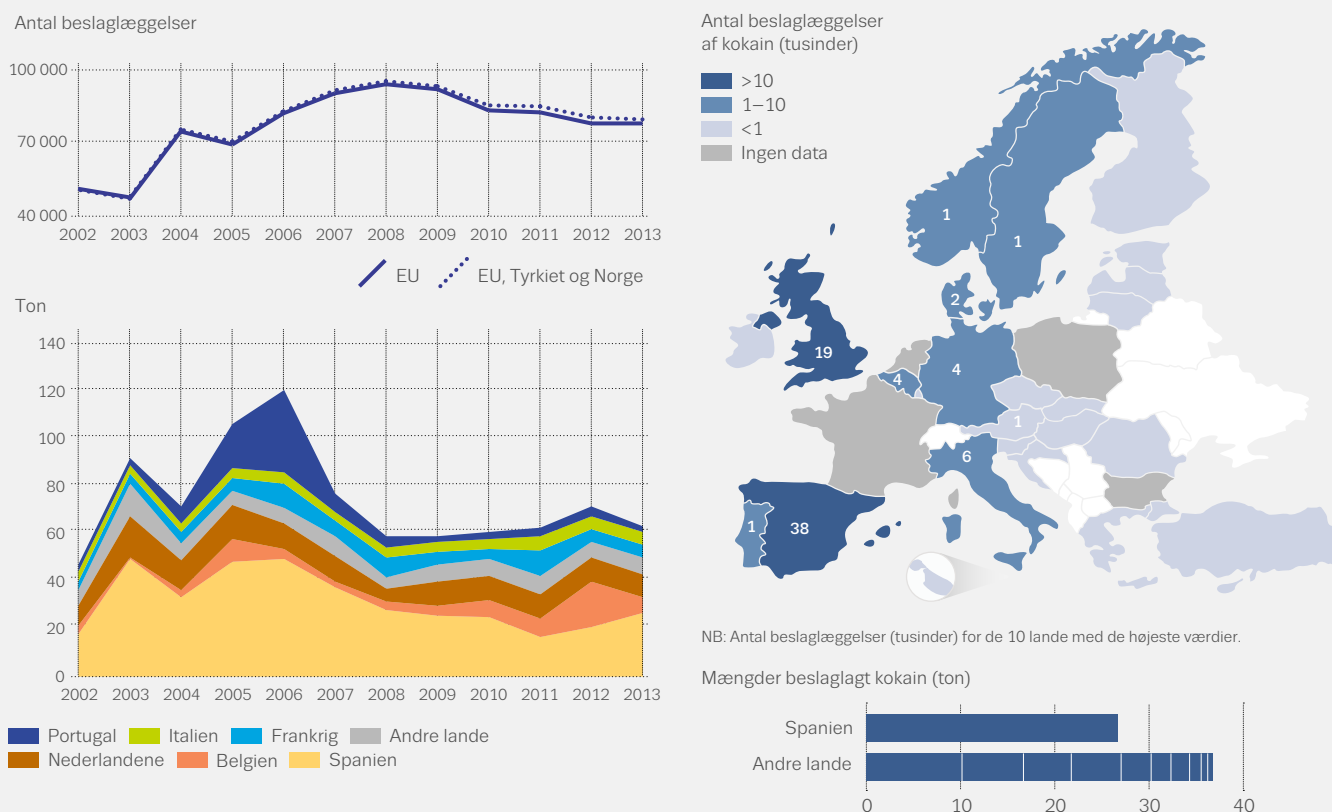 Antal beslaglæggelser
100 000
70 000
40 000
2002 2003 2004 2005 2006 2007 2008 2009 2010 2011 2012 2013
EU
EU, Tyrkiet og Norge
Ton
140
120
100
80
60
40
20
0
2002 2003 2004 2005 2006 2007 2008 2009 2010 2011 2012 2013
Portugal Italien Frankrig Andre lande
Nederlandene Belgien Spanien
Antal beslaglæggelser
af kokain (tusinder)
>10
1–10
<1
Ingen data
1
1
2
19
4
4
1
6
1
38
NB: Antal beslaglæggelser (tusinder) for de 10 lande med de højeste værdier.
Mængder beslaglagt kokain (ton)
Spanien
Andre lande
0 10 20 30 40